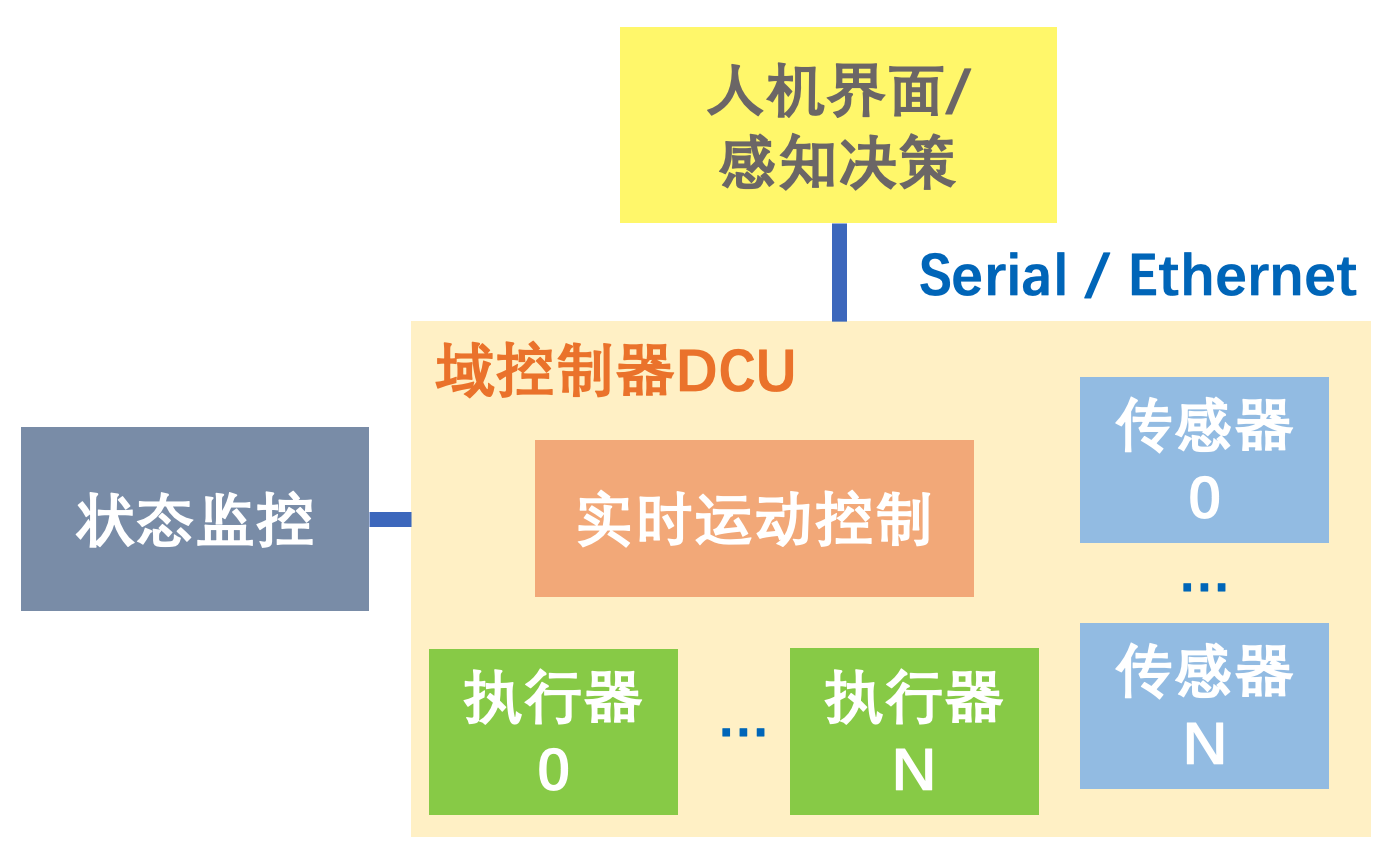 人机界面/
感知决策
Serial / Ethernet
域控制器DCU
状态监控
实时运动控制
传感器
0
...
传感器
N
执行器
0
...
执行器
N